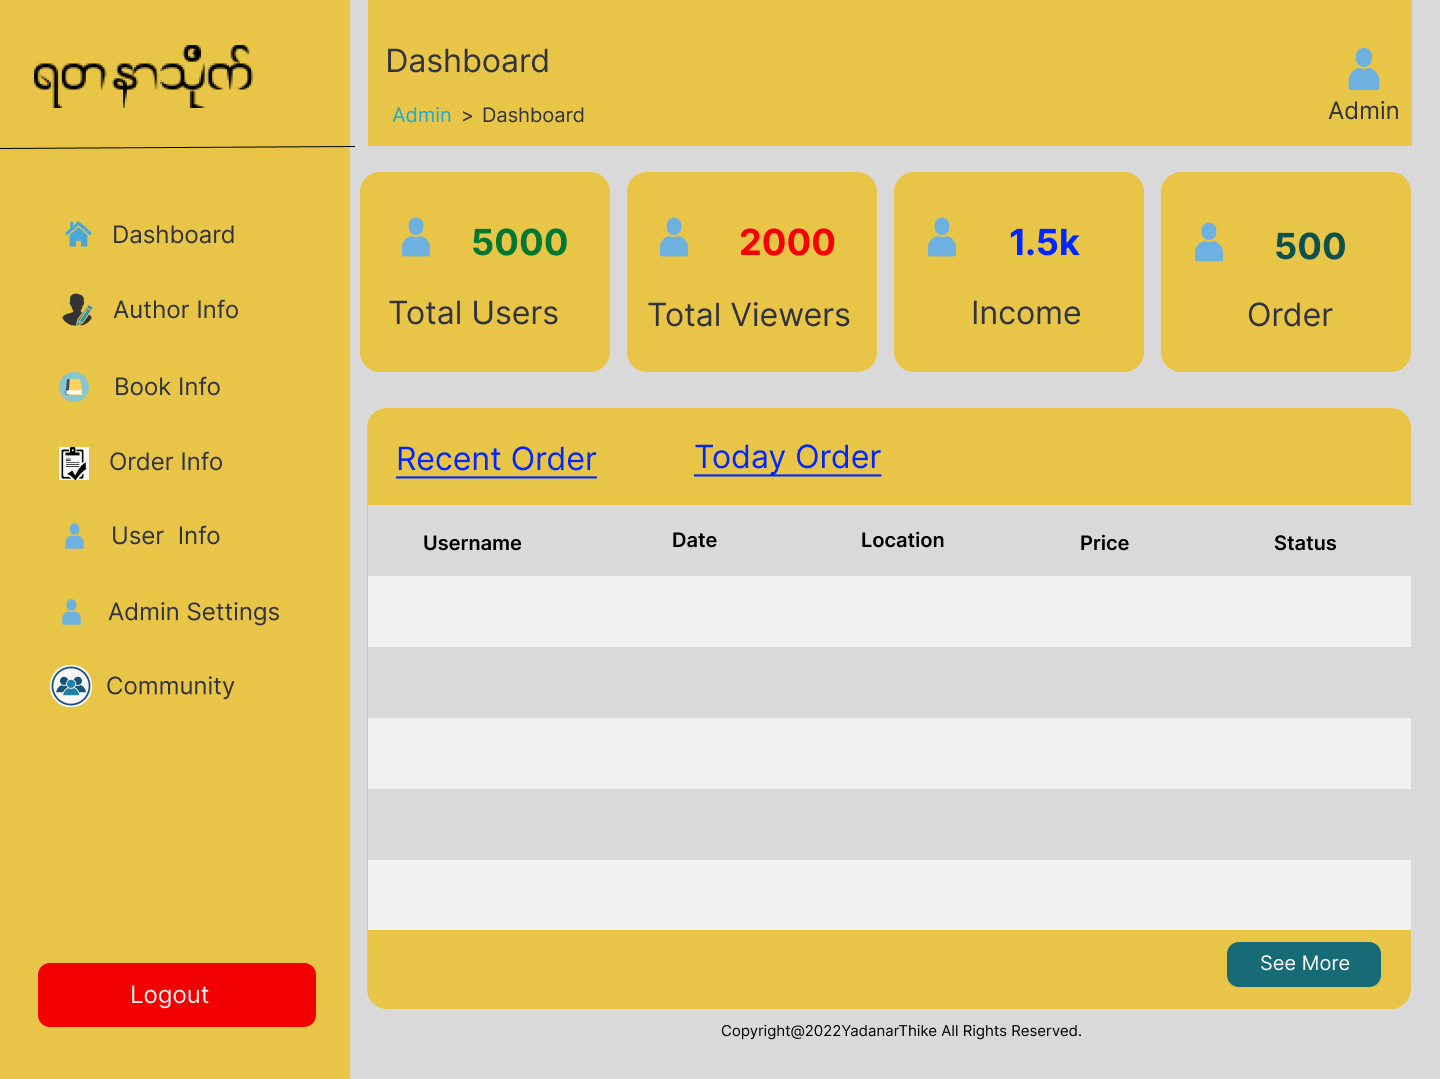 ရတနာသိုက်
Dashboard
Author Info
Book Info
Order Info
User Info
Admin Settings
Community
Logout
Dashboard
Admin > Dashboard
Admin
5000
Total Users
2000
Total Viewers
1.5k
Income
500
Order
Recent Order
Today Order
Username Date Location Price Status
See More
Copyright@2022YadanarThike All Rights Reserved.